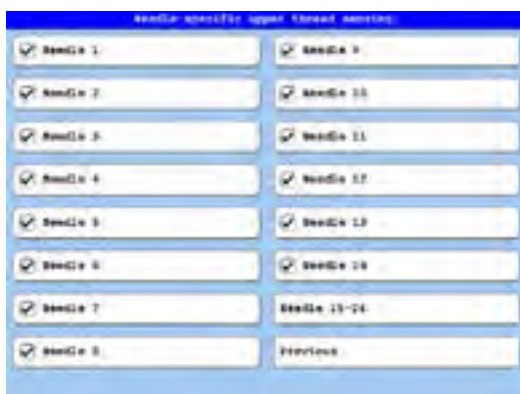 Needle-specific upper thread sensing:
Needle 1
Needle 2
Needle 3
Needle 4
Needle 5
Needle 6
Needle 7
Needle 8
Needle 9
Needle 10
Needle 11
Needle 12
Needle 13
Needle 14
Needle 15-24
Previous